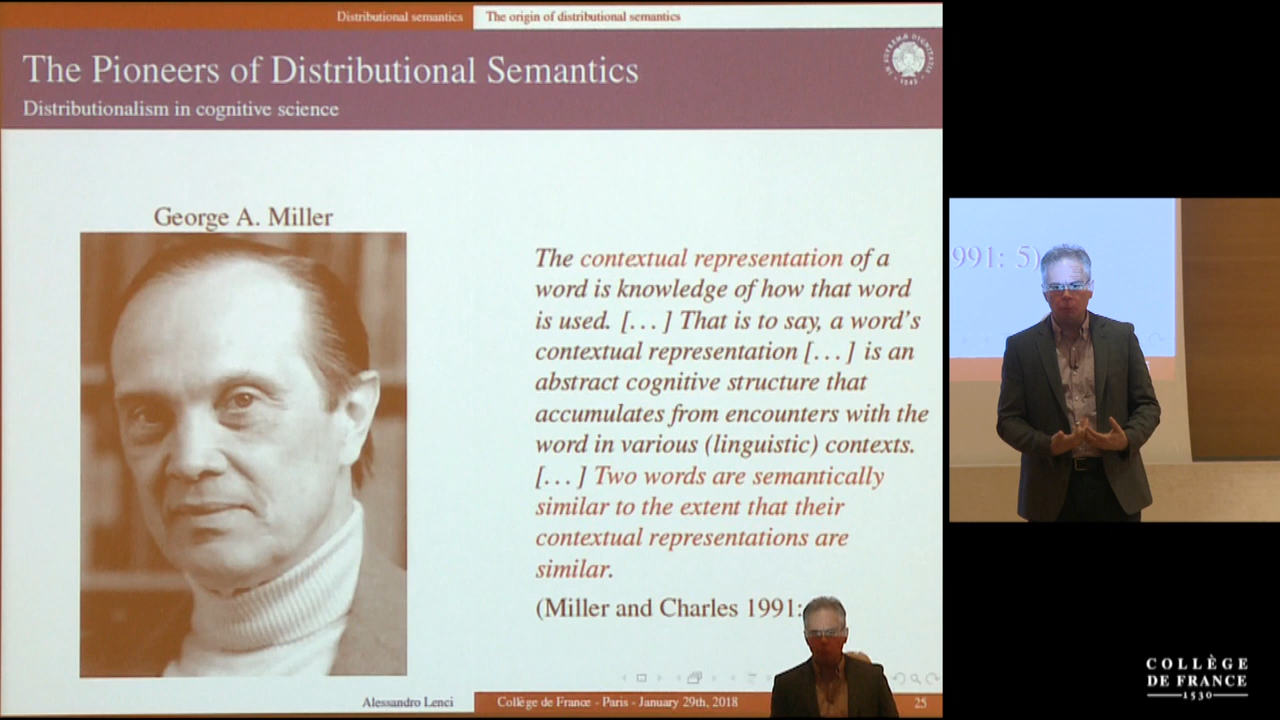 Distributional semantics
The origin of distributional semantics
The Pioneers of Distributional Semantics
Distributionalism in cognitive science
George A. Miller
The contextual representation of a
word is knowledge of how that word
is used. [...] That is to say, a word's
contextual representation [...] is an
abstract cognitive structure that
accumulates from encounters with the
word in various (linguistic) contexts.
[...] Two words are semantically
similar to the extent that their
contextual representations are
similar.
(Miller and Charles 1991:
Alessandro Lenci
Collège de France - Paris - January 29th, 2018
25
991: 5)
COLLÈGE
DE FRANCE
1530